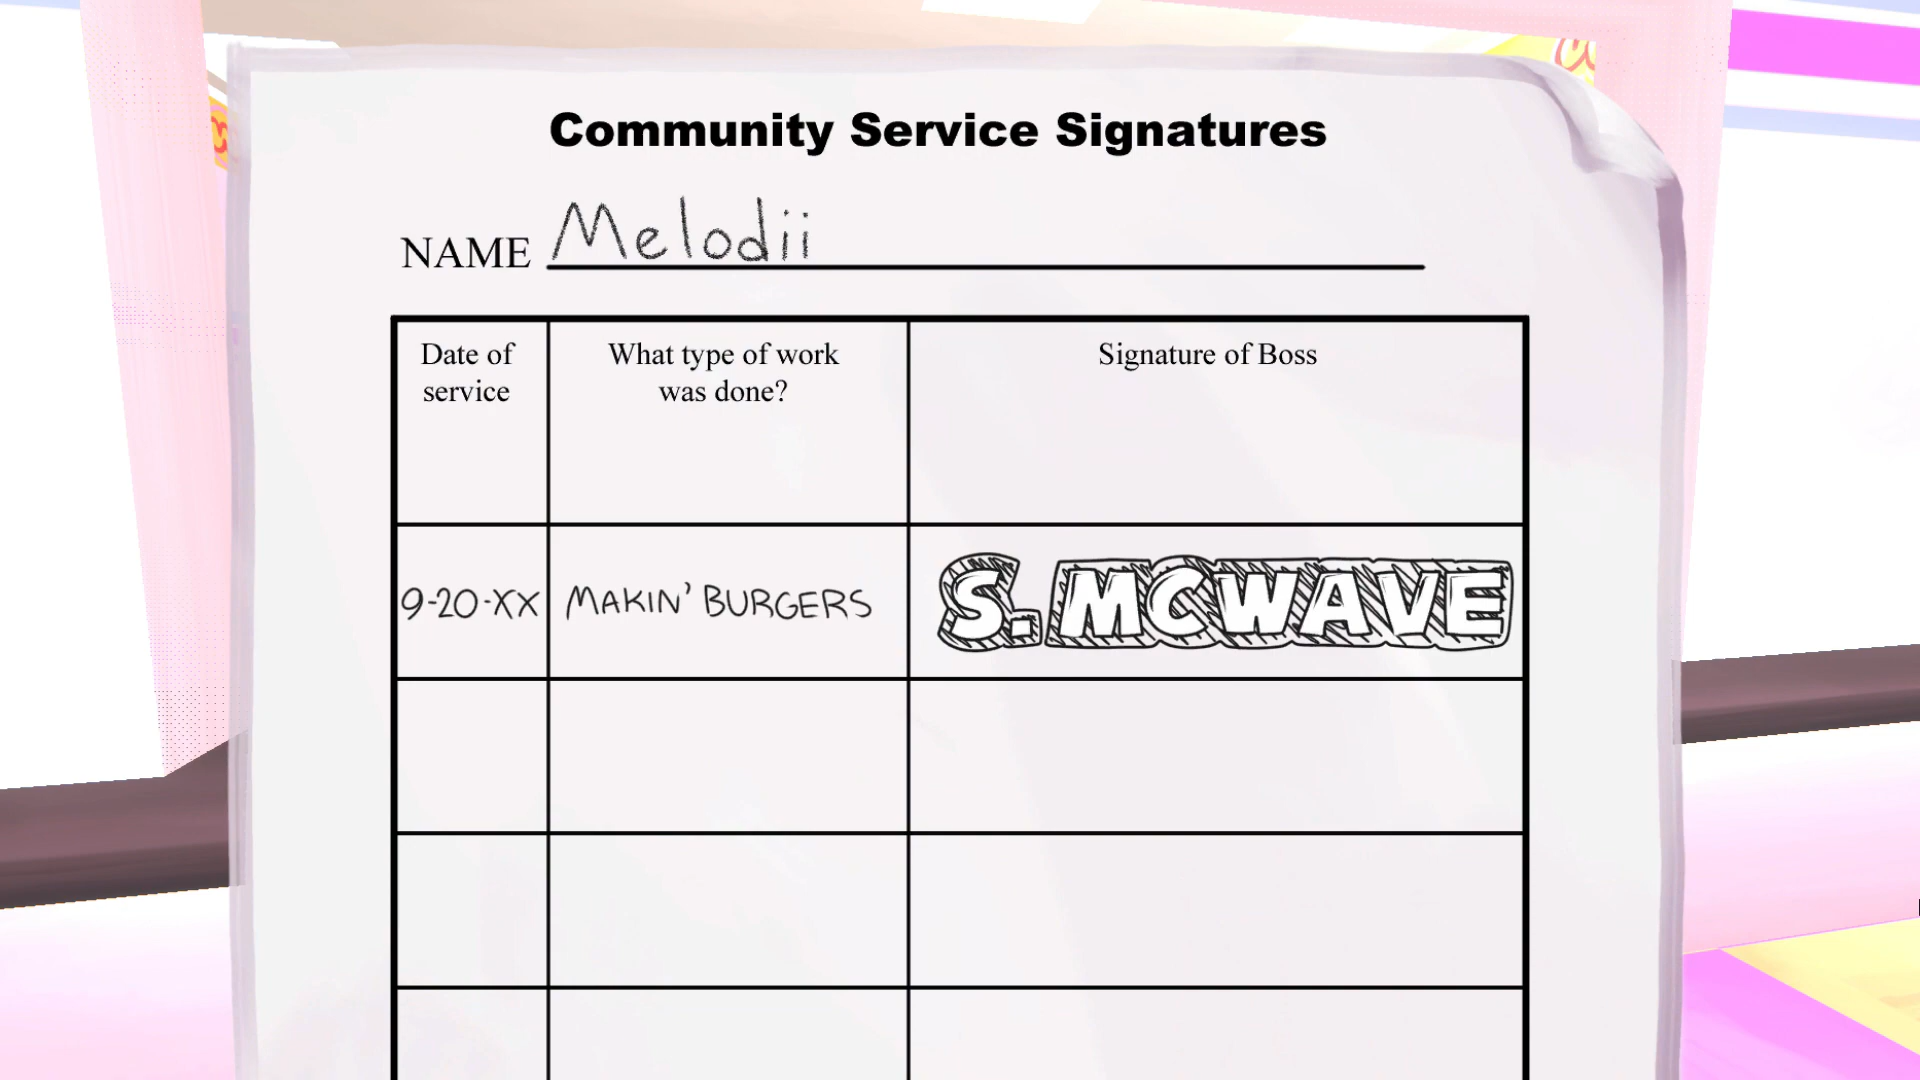 Community Service Signatures
NAME Melodii
Date of
service
What type of work
was done?
Signature of Boss
9-20-XX
MAKIN' BURGERS
S. MCWAVE